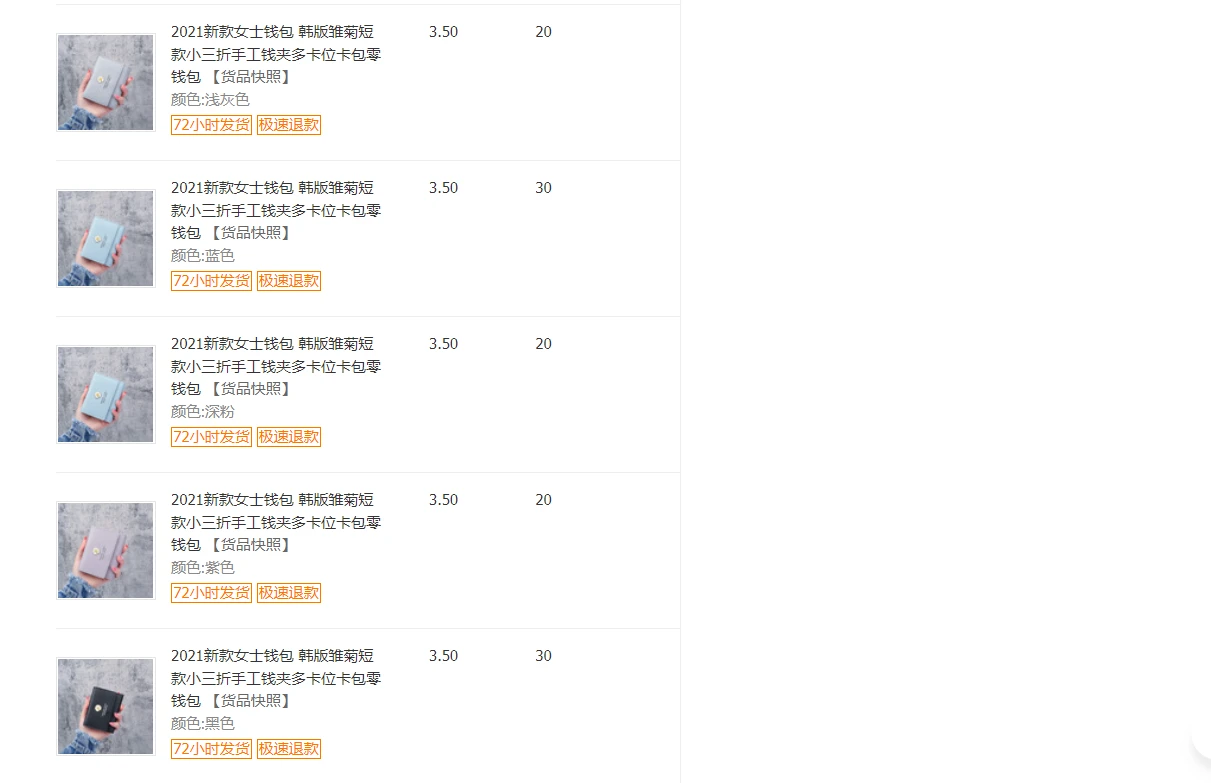 2021新款女士钱包 韩版雏菊短 3.50 20
款小三折手工钱夹多卡位卡包零
钱包 【货品快照】
颜色:浅灰色
72小时发货 极速退款
2021新款女士钱包 韩版雏菊短 3.50 30
款小三折手工钱夹多卡位卡包零
钱包 【货品快照】
颜色:蓝色
72小时发货 极速退款
2021新款女士钱包 韩版雏菊短 3.50 20
款小三折手工钱夹多卡位卡包零
钱包 【货品快照】
颜色:深粉
72小时发货 极速退款
2021新款女士钱包 韩版雏菊短 3.50 20
款小三折手工钱夹多卡位卡包零
钱包 【货品快照】
颜色:紫色
72小时发货 极速退款
2021新款女士钱包 韩版雏菊短 3.50 30
款小三折手工钱夹多卡位卡包零
钱包 【货品快照】
颜色:黑色
72小时发货 极速退款